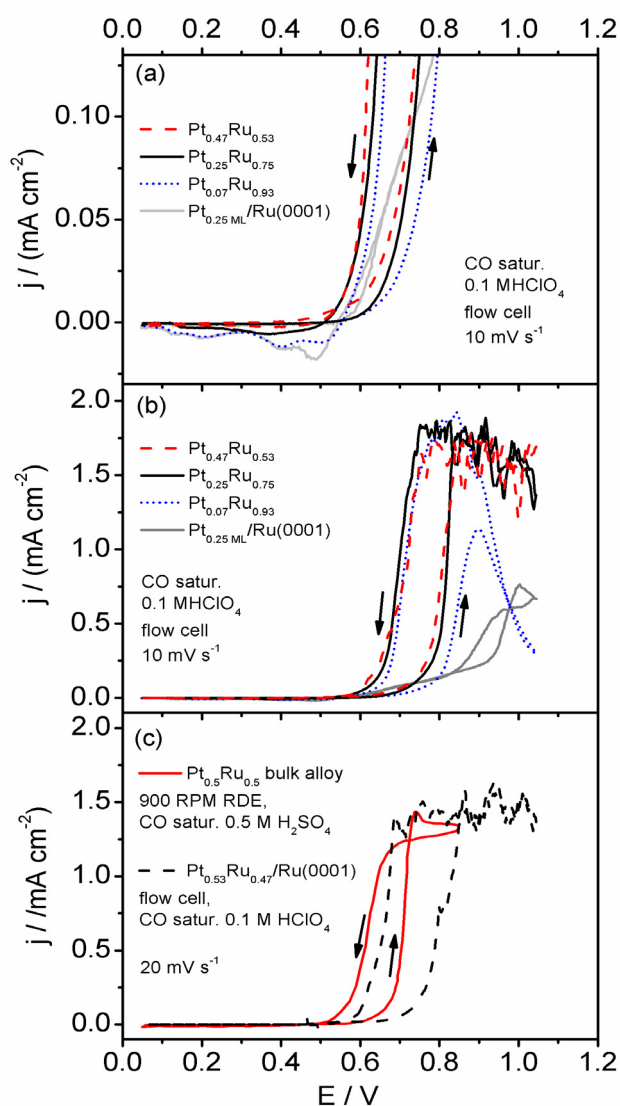 0.0 0.2 0.4 0.6 0.8 1.0 1.2
(a)
0.10
0.05
0.00
j / (mA cm⁻²)
Pt₀.₄₇Ru₀.₅₃
Pt₀.₂₅Ru₀.₇₅
Pt₀.₀₇Ru₀.₉₃
Pt₀.₂₅ ML/Ru(0001)
CO satur.
0.1 MHClO₄
flow cell
10 mV s⁻¹
(b)
2.0
1.5
1.0
0.5
0.0
j / (mA cm⁻²)
Pt₀.₄₇Ru₀.₅₃
Pt₀.₂₅Ru₀.₇₅
Pt₀.₀₇Ru₀.₉₃
Pt₀.₂₅ ML/Ru(0001)
CO satur.
0.1 MHClO₄
flow cell
10 mV s⁻¹
(c)
2.0
1.5
1.0
0.5
0.0
j / /mA cm⁻²)
Pt₀.₅Ru₀.₅ bulk alloy
900 RPM RDE,
CO satur. 0.5 M H₂SO₄
Pt₀.₅₃Ru₀.₄₇/Ru(0001)
flow cell,
CO satur. 0.1 M HClO₄
20 mV s⁻¹
0.0 0.2 0.4 0.6 0.8 1.0 1.2
E / V